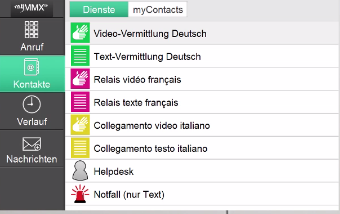 myMMX
Dienste
myContacts
Anruf
Kontakte
Verlauf
Nachrichten
Video-Vermittlung Deutsch
Text-Vermittlung Deutsch
Relais vidéo français
Relais texte français
Collegamento video italiano
Collegamento testo italiano
Helpdesk
Notfall (nur Text)